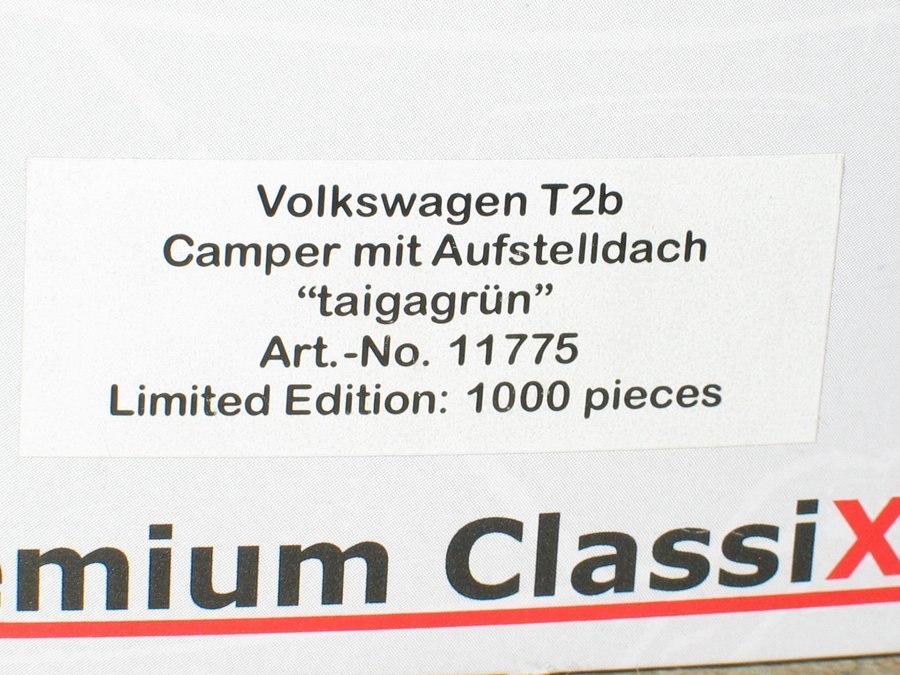 Volkswagen T2b
Camper mit Aufstelldach
“taigagrün”
Art.-No. 11775
Limited Edition: 1000 pieces
emium ClassiX